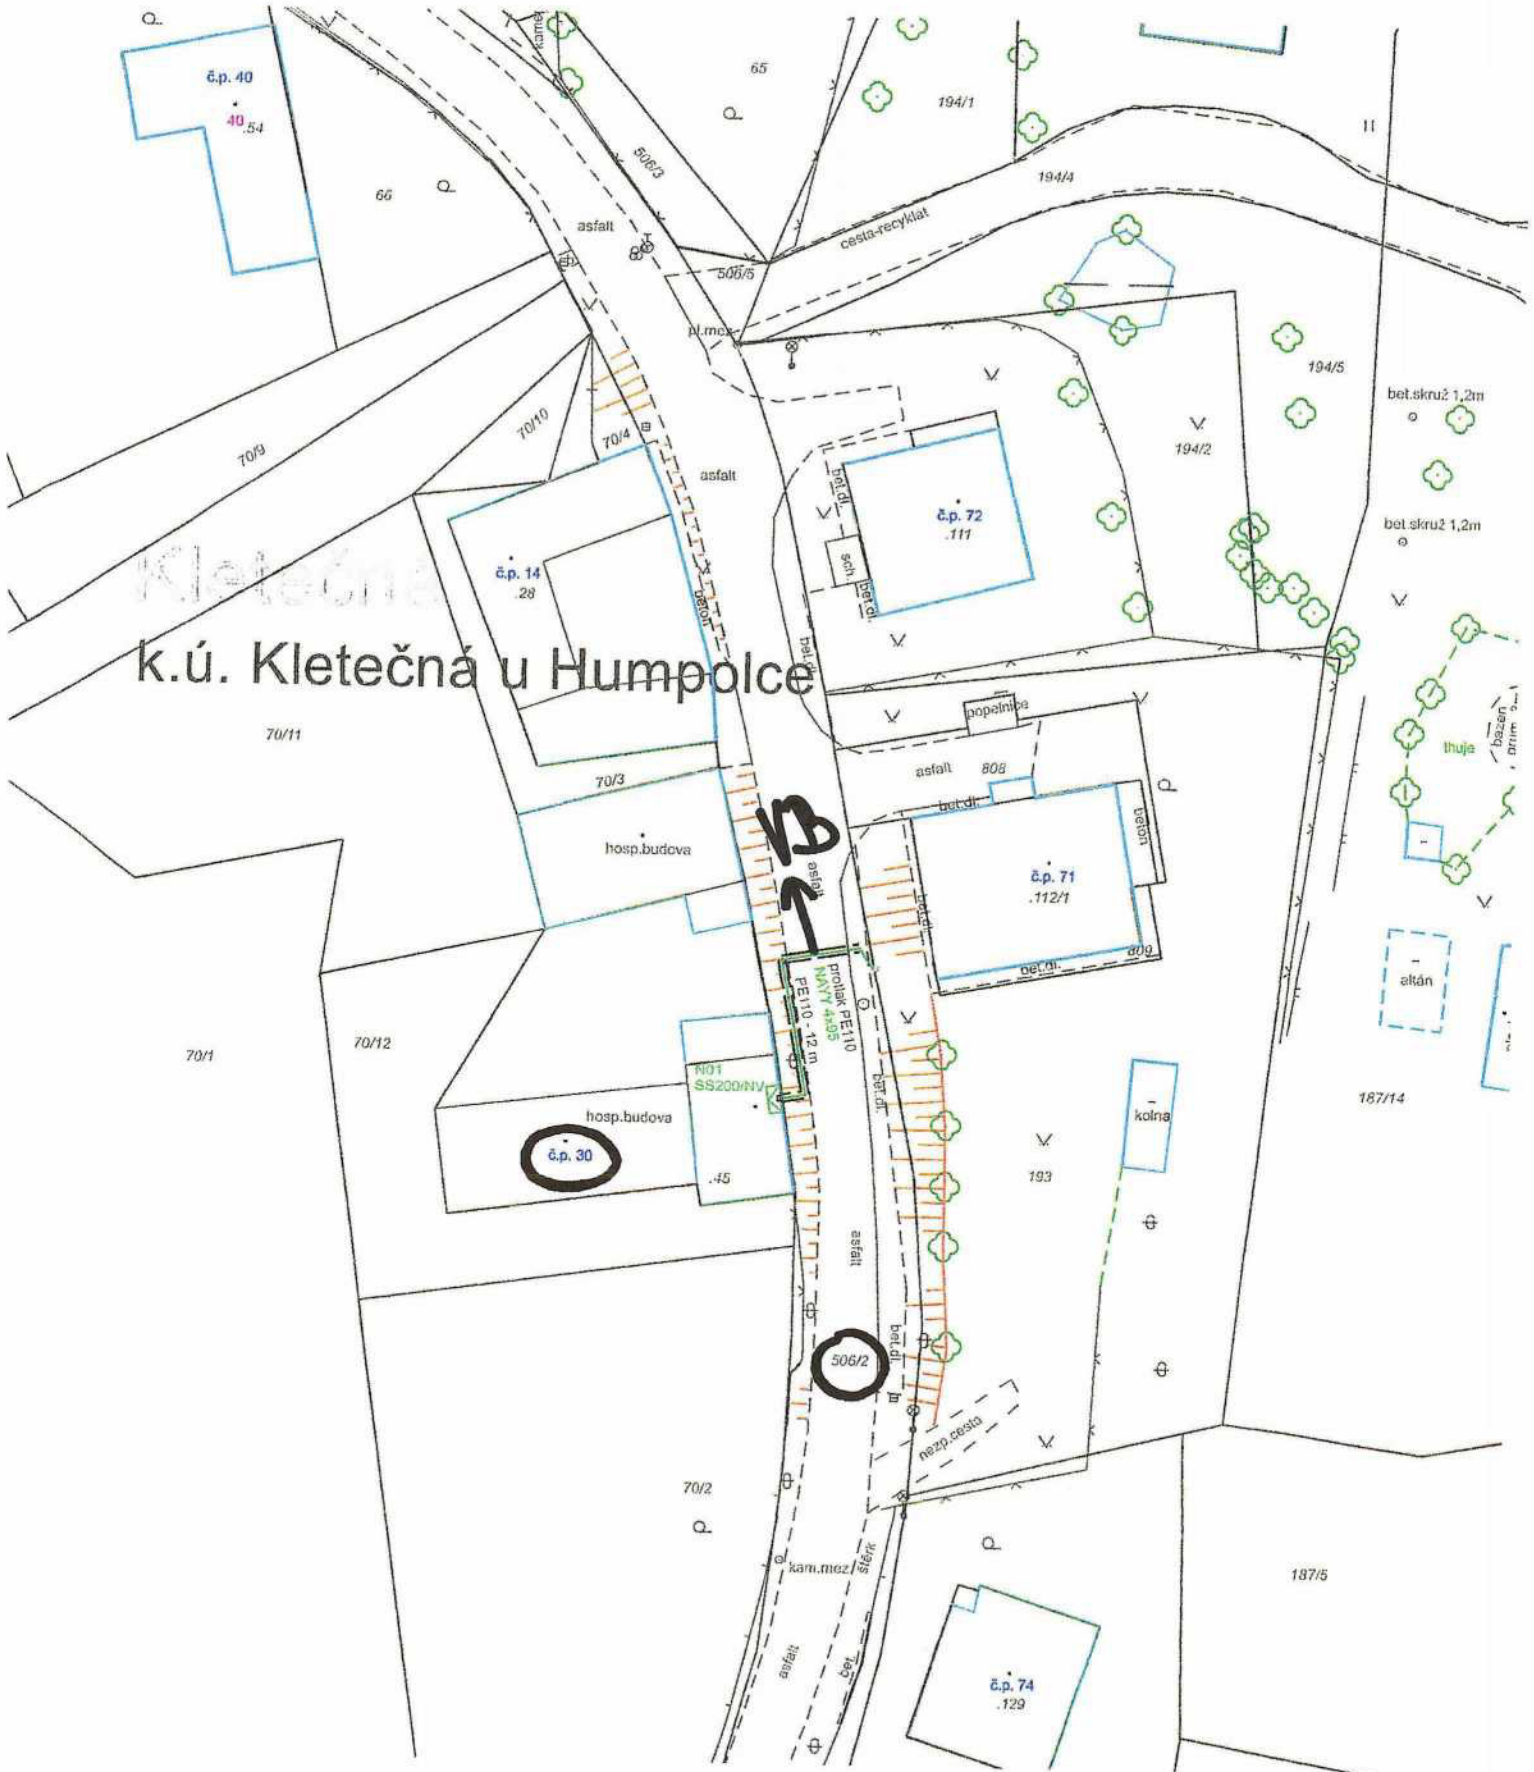 č.p. 40
40
.54
66
kamen
65
194/1
506/3
194/4
asfalt
cesta-recyklát
506/5
pl.mez
194/5
bet.skruž 1,2m
70/9
70/10
70/4
194/2
asfalt
bet.dl.
č.p. 72
.111
bet.skruž 1,2m
č.p. 14
.28
sch.
bet.dl.
beton
Kletečná
k.ú. Kletečná u Humpolce
bet.dl.
popelnice
70/11
thuje
bazén
asfalt
808
70/3
bet.dl.
beton
VB
hosp.budova
asfalt
č.p. 71
.112/1
bet.dl.
809
bet.dl.
altán
protlak PE110
NAYY 4x95
PE110 - 12 m
70/1
70/12
N01
SS200/NV
bet.dl.
187/14
kolna
hosp.budova
č.p. 30
.45
193
asfalt
506/2
bet.dl.
nezp.cesta
70/2
kam.mez
štěrk
187/5
asfalt
bet.
č.p. 74
.129